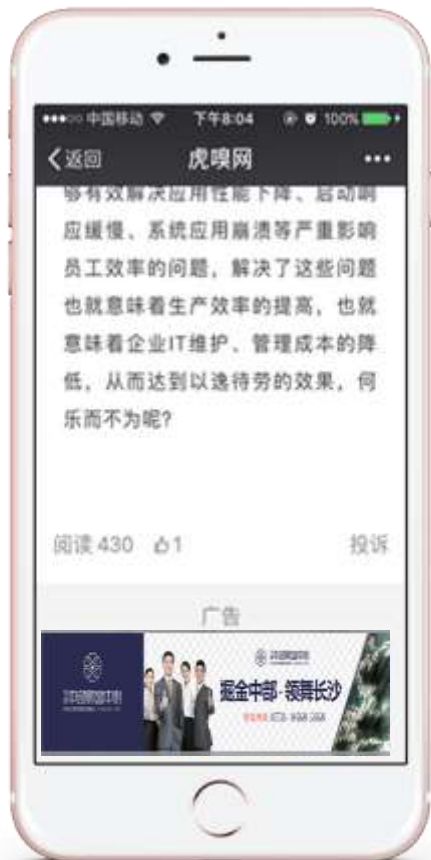 中国移动 下午8:04 100%
返回 虎嗅网
够有效解决应用性能下降、启动响
应缓慢、系统应用崩溃等严重影响
员工效率的问题，解决了这些问题
也就意味着生产效率的提高，也就
意味着企业IT维护、管理成本的降
低，从而达到以逸待劳的效果，何
乐而不为呢？
阅读 430 1 投诉
广告
掘金中部·领舞长沙